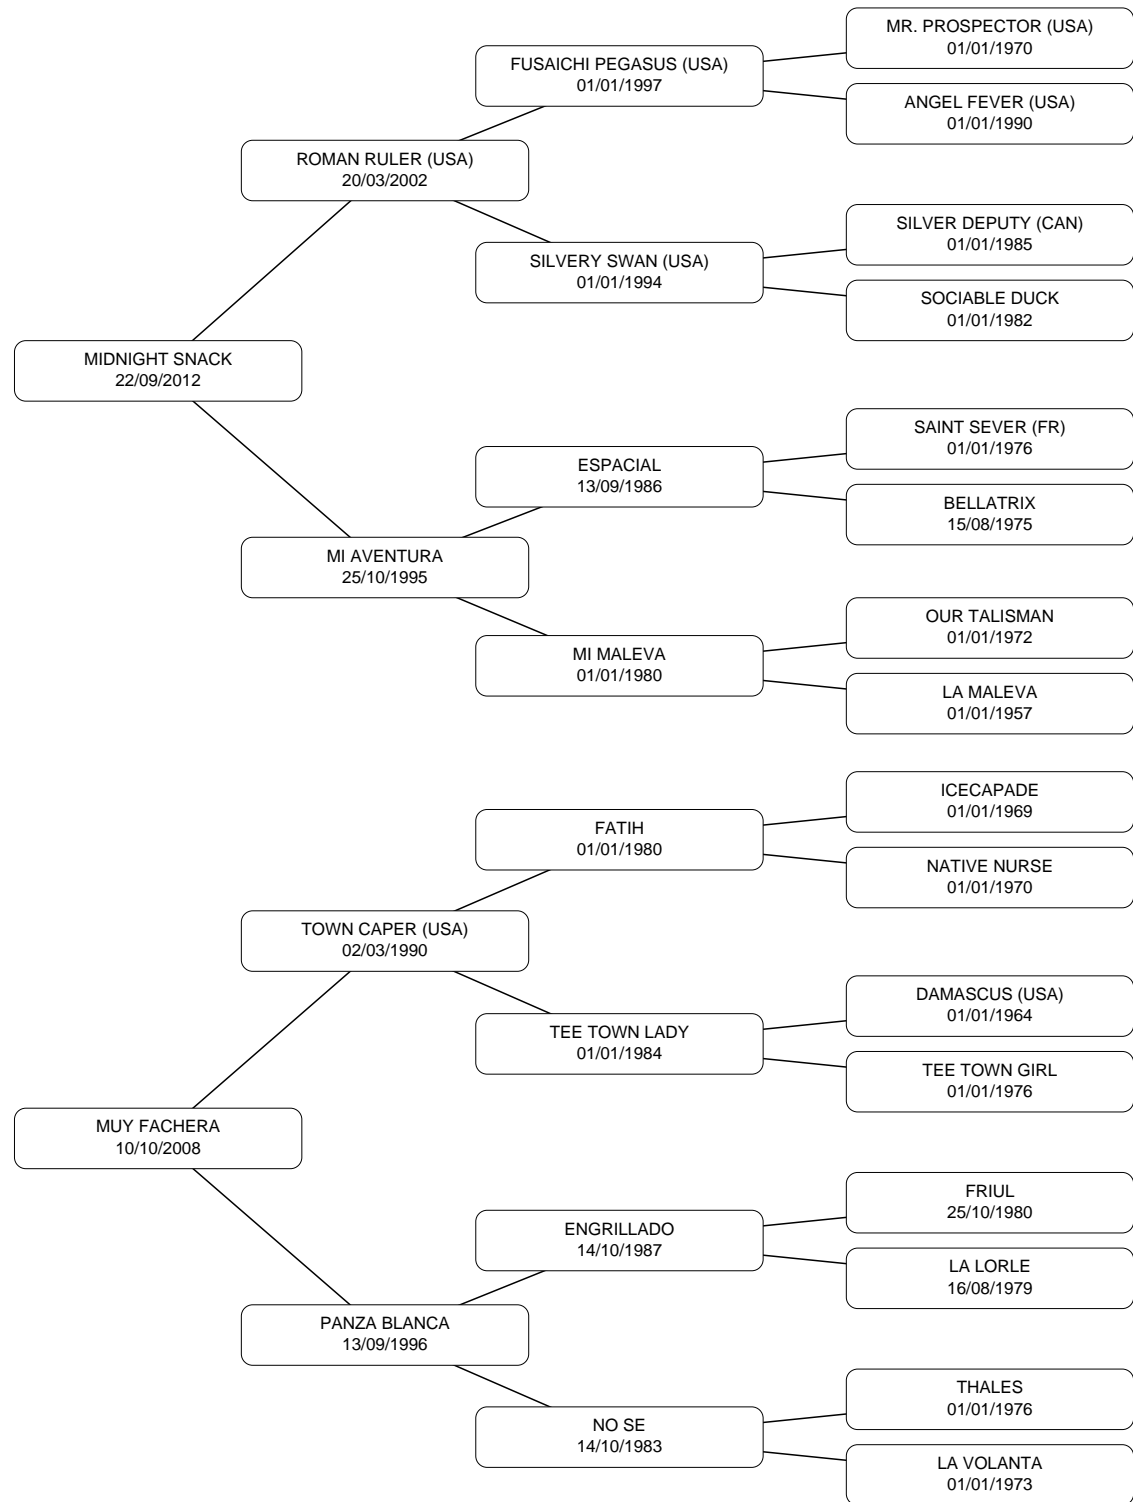 MR. PROSPECTOR (USA)
01/01/1970
FUSAICHI PEGASUS (USA)
01/01/1997
ANGEL FEVER (USA)
01/01/1990
ROMAN RULER (USA)
20/03/2002
SILVER DEPUTY (CAN)
01/01/1985
SILVERY SWAN (USA)
01/01/1994
SOCIABLE DUCK
01/01/1982
MIDNIGHT SNACK
22/09/2012
SAINT SEVER (FR)
01/01/1976
ESPACIAL
13/09/1986
BELLATRIX
15/08/1975
MI AVENTURA
25/10/1995
OUR TALISMAN
01/01/1972
MI MALEVA
01/01/1980
LA MALEVA
01/01/1957
ICECAPADE
01/01/1969
FATIH
01/01/1980
NATIVE NURSE
01/01/1970
TOWN CAPER (USA)
02/03/1990
DAMASCUS (USA)
01/01/1964
TEE TOWN LADY
01/01/1984
TEE TOWN GIRL
01/01/1976
MUY FACHERA
10/10/2008
FRIUL
25/10/1980
ENGRILLADO
14/10/1987
LA LORLE
16/08/1979
PANZA BLANCA
13/09/1996
THALES
01/01/1976
NO SE
14/10/1983
LA VOLANTA
01/01/1973